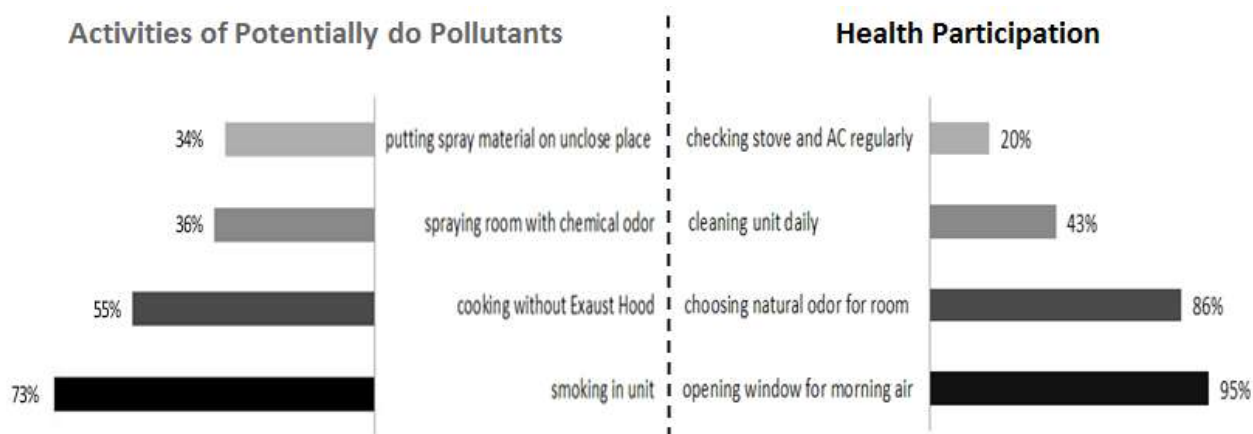 Activities of Potentially do Pollutants
34% putting spray material on unclose place
36% spraying room with chemical odor
55% cooking without Exaust Hood
73% smoking in unit
Health Participation
checking stove and AC regularly 20%
cleaning unit daily 43%
choosing natural odor for room 86%
opening window for morning air 95%